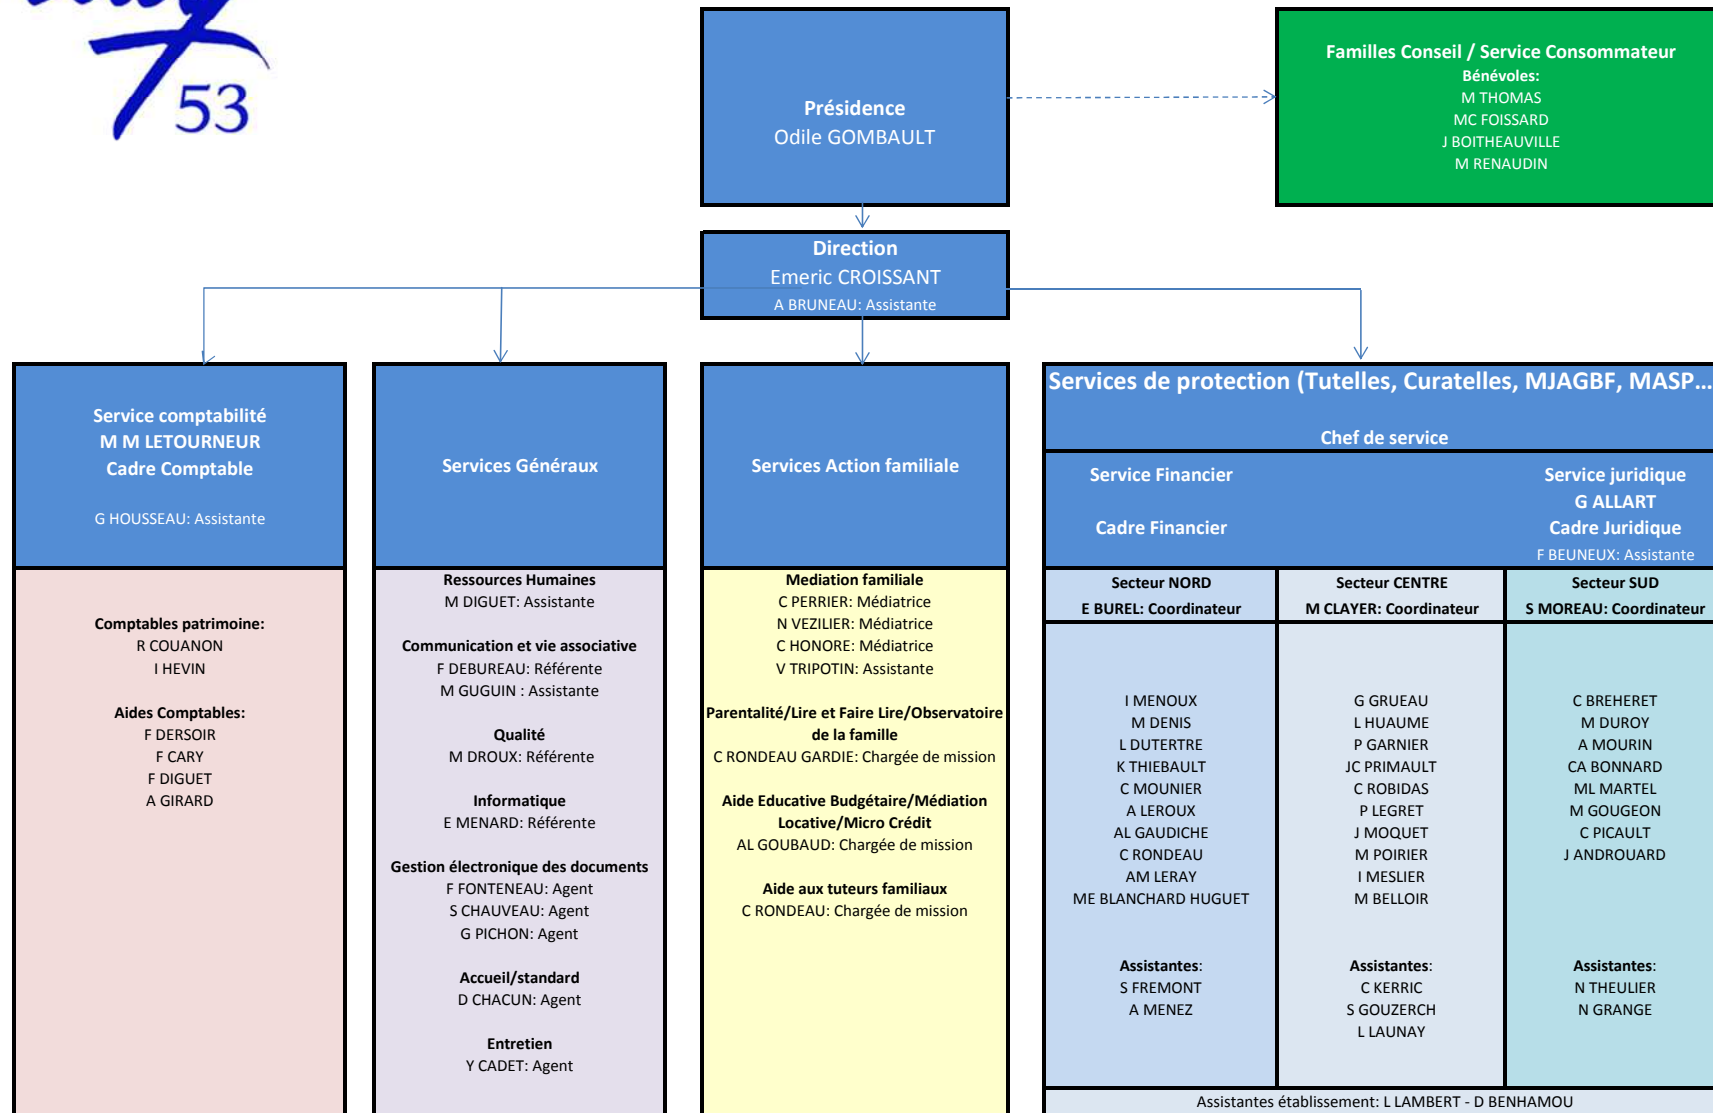 53
Présidence
Odile GOMBAULT
Familles Conseil / Service Consommateur
Bénévoles:
M THOMAS
MC FOISSARD
J BOITHEAUVILLE
M RENAUDIN
Direction
Emeric CROISSANT
A BRUNEAU: Assistante
Service comptabilité
M M LETOURNEUR
Cadre Comptable
G HOUSSEAU: Assistante
Comptables patrimoine:
R COUANON
I HEVIN
Aides Comptables:
F DERSOIR
F CARY
F DIGUET
A GIRARD
Services Généraux
Ressources Humaines
M DIGUET: Assistante
Communication et vie associative
F DEBUREAU: Référente
M GUGUIN : Assistante
Qualité
M DROUX: Référente
Informatique
E MENARD: Référente
Gestion électronique des documents
F FONTENEAU: Agent
S CHAUVEAU: Agent
G PICHON: Agent
Accueil/standard
D CHACUN: Agent
Entretien
Y CADET: Agent
Services Action familiale
Mediation familiale
C PERRIER: Médiatrice
N VEZILIER: Médiatrice
C HONORE: Médiatrice
V TRIPOTIN: Assistante
Parentalité/Lire et Faire Lire/Observatoire
de la famille
C RONDEAU GARDIE: Chargée de mission
Aide Educative Budgétaire/Médiation
Locative/Micro Crédit
AL GOUBAUD: Chargée de mission
Aide aux tuteurs familiaux
C RONDEAU: Chargée de mission
Services de protection (Tutelles, Curatelles, MJAGBF, MASP...
Chef de service
Service Financier
Cadre Financier
Service juridique
G ALLART
Cadre Juridique
F BEUNEUX: Assistante
Secteur NORD
E BUREL: Coordinateur
I MENOUX
M DENIS
L DUTERTRE
K THIEBAULT
C MOUNIER
A LEROUX
AL GAUDICHE
C RONDEAU
AM LERAY
ME BLANCHARD HUGUET
Assistantes:
S FREMONT
A MENEZ
Secteur CENTRE
M CLAYER: Coordinateur
G GRUEAU
L HUAUME
P GARNIER
JC PRIMAULT
C ROBIDAS
P LEGRET
J MOQUET
M POIRIER
I MESLIER
M BELLOIR
Assistantes:
C KERRIC
S GOUZERCH
L LAUNAY
Secteur SUD
S MOREAU: Coordinateur
C BREHERET
M DUROY
A MOURIN
CA BONNARD
ML MARTEL
M GOUGEON
C PICAULT
J ANDROUARD
Assistantes:
N THEULIER
N GRANGE
Assistantes établissement: L LAMBERT - D BENHAMOU